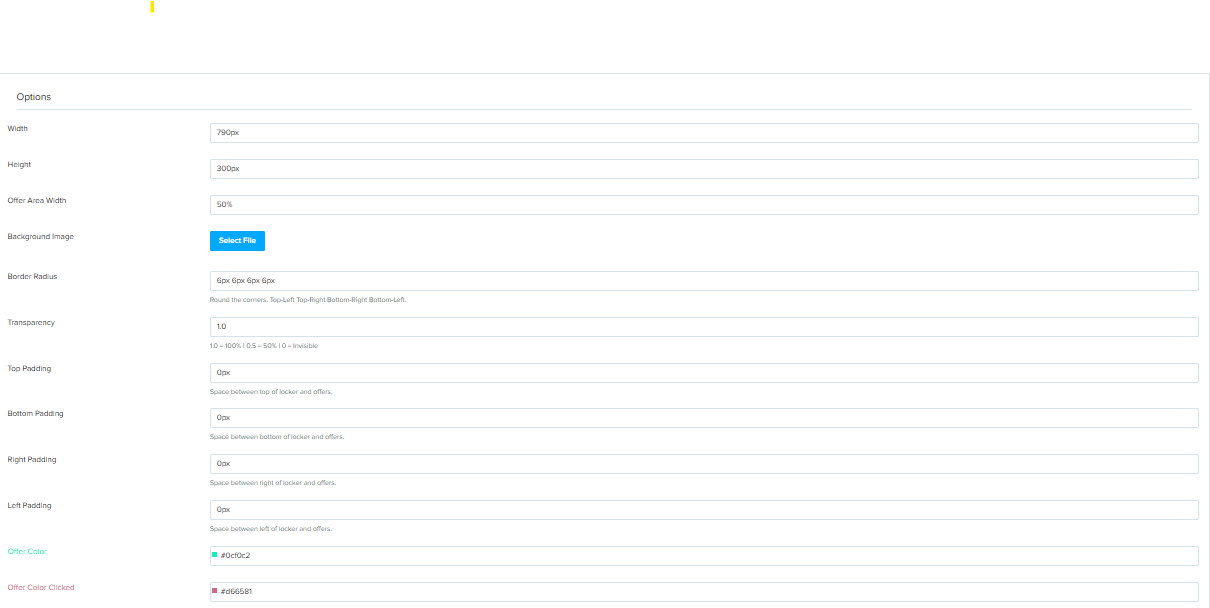 Options
Width
790px
Height
300px
Offer Area Width
50%
Background Image
Select File
Border Radius
6px 6px 6px 6px
Round the corners. Top-Left Top-Right Bottom-Right Bottom-Left.
Transparency
1.0
1.0 = 100% | 0.5 = 50% | 0 = Invisible
Top Padding
0px
Space between top of locker and offers.
Bottom Padding
0px
Space between bottom of locker and offers.
Right Padding
0px
Space between right of locker and offers.
Left Padding
0px
Space between left of locker and offers.
Offer Color
#0cf0c2
Offer Color Clicked
#d66581